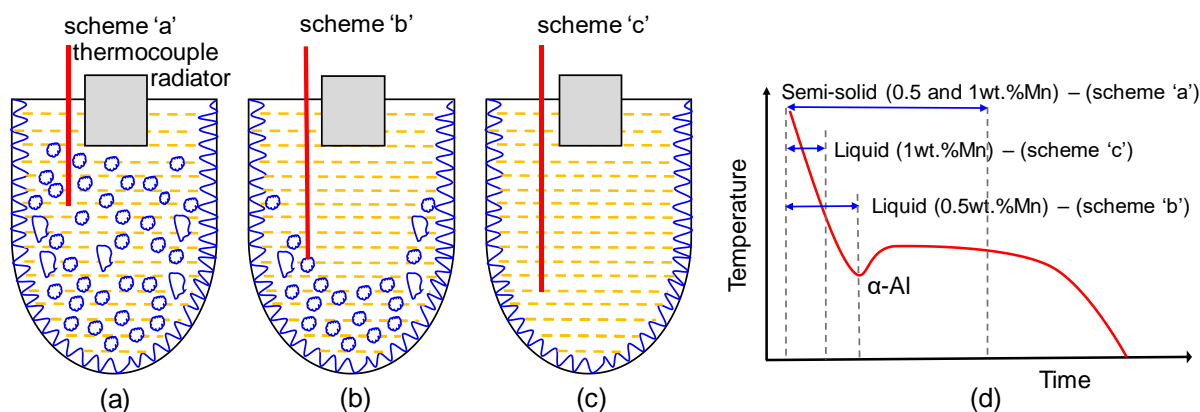 scheme ‘a’
thermocouple
radiator
scheme ‘b’
scheme ‘c’
(a)
(b)
(c)
Temperature
Semi-solid (0.5 and 1wt.%Mn) – (scheme ‘a’)
Liquid (1wt.%Mn) – (scheme ‘c’)
Liquid (0.5wt.%Mn) – (scheme ‘b’)
α-Al
Time
(d)